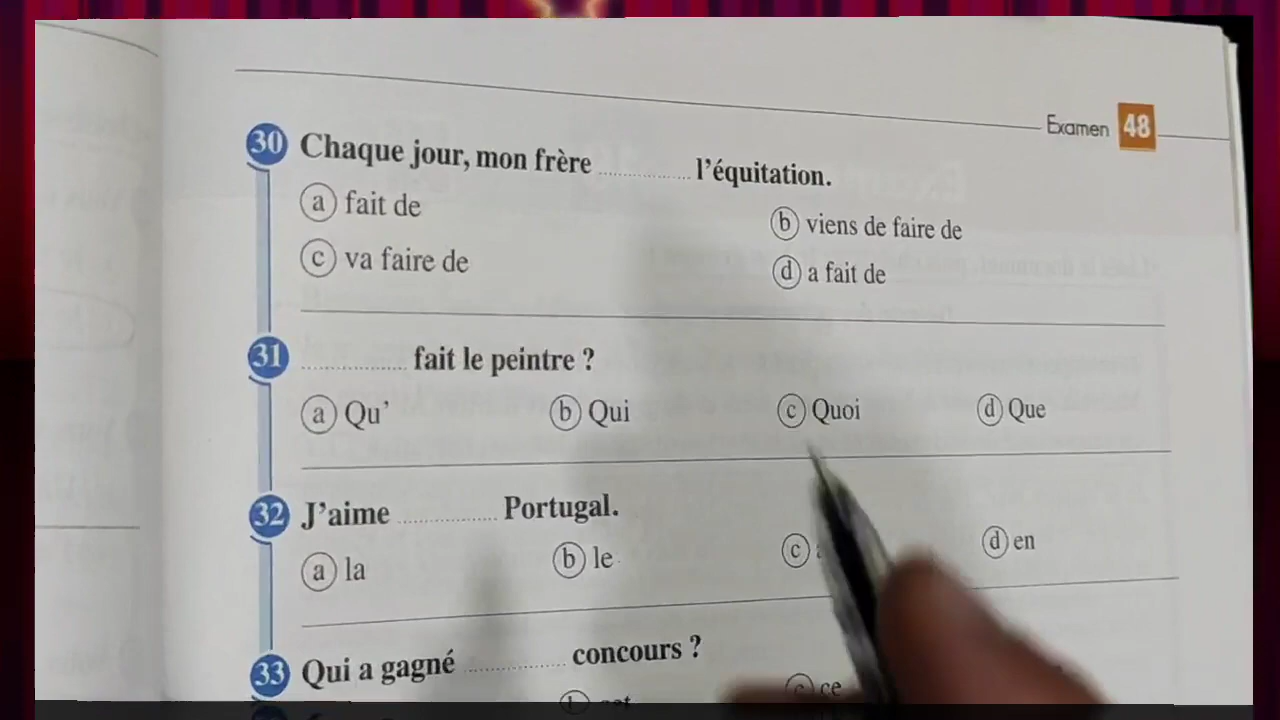 Examen 48
30 Chaque jour, mon frère .............. l'équitation.
a fait de
b viens de faire de
c va faire de
d a fait de
31 ................ fait le peintre ?
a Qu'
b Qui
c Quoi
d Que
32 J'aime ............... Portugal.
a la
b le
c
d en
33 Qui a gagné ............... concours ?
c ce